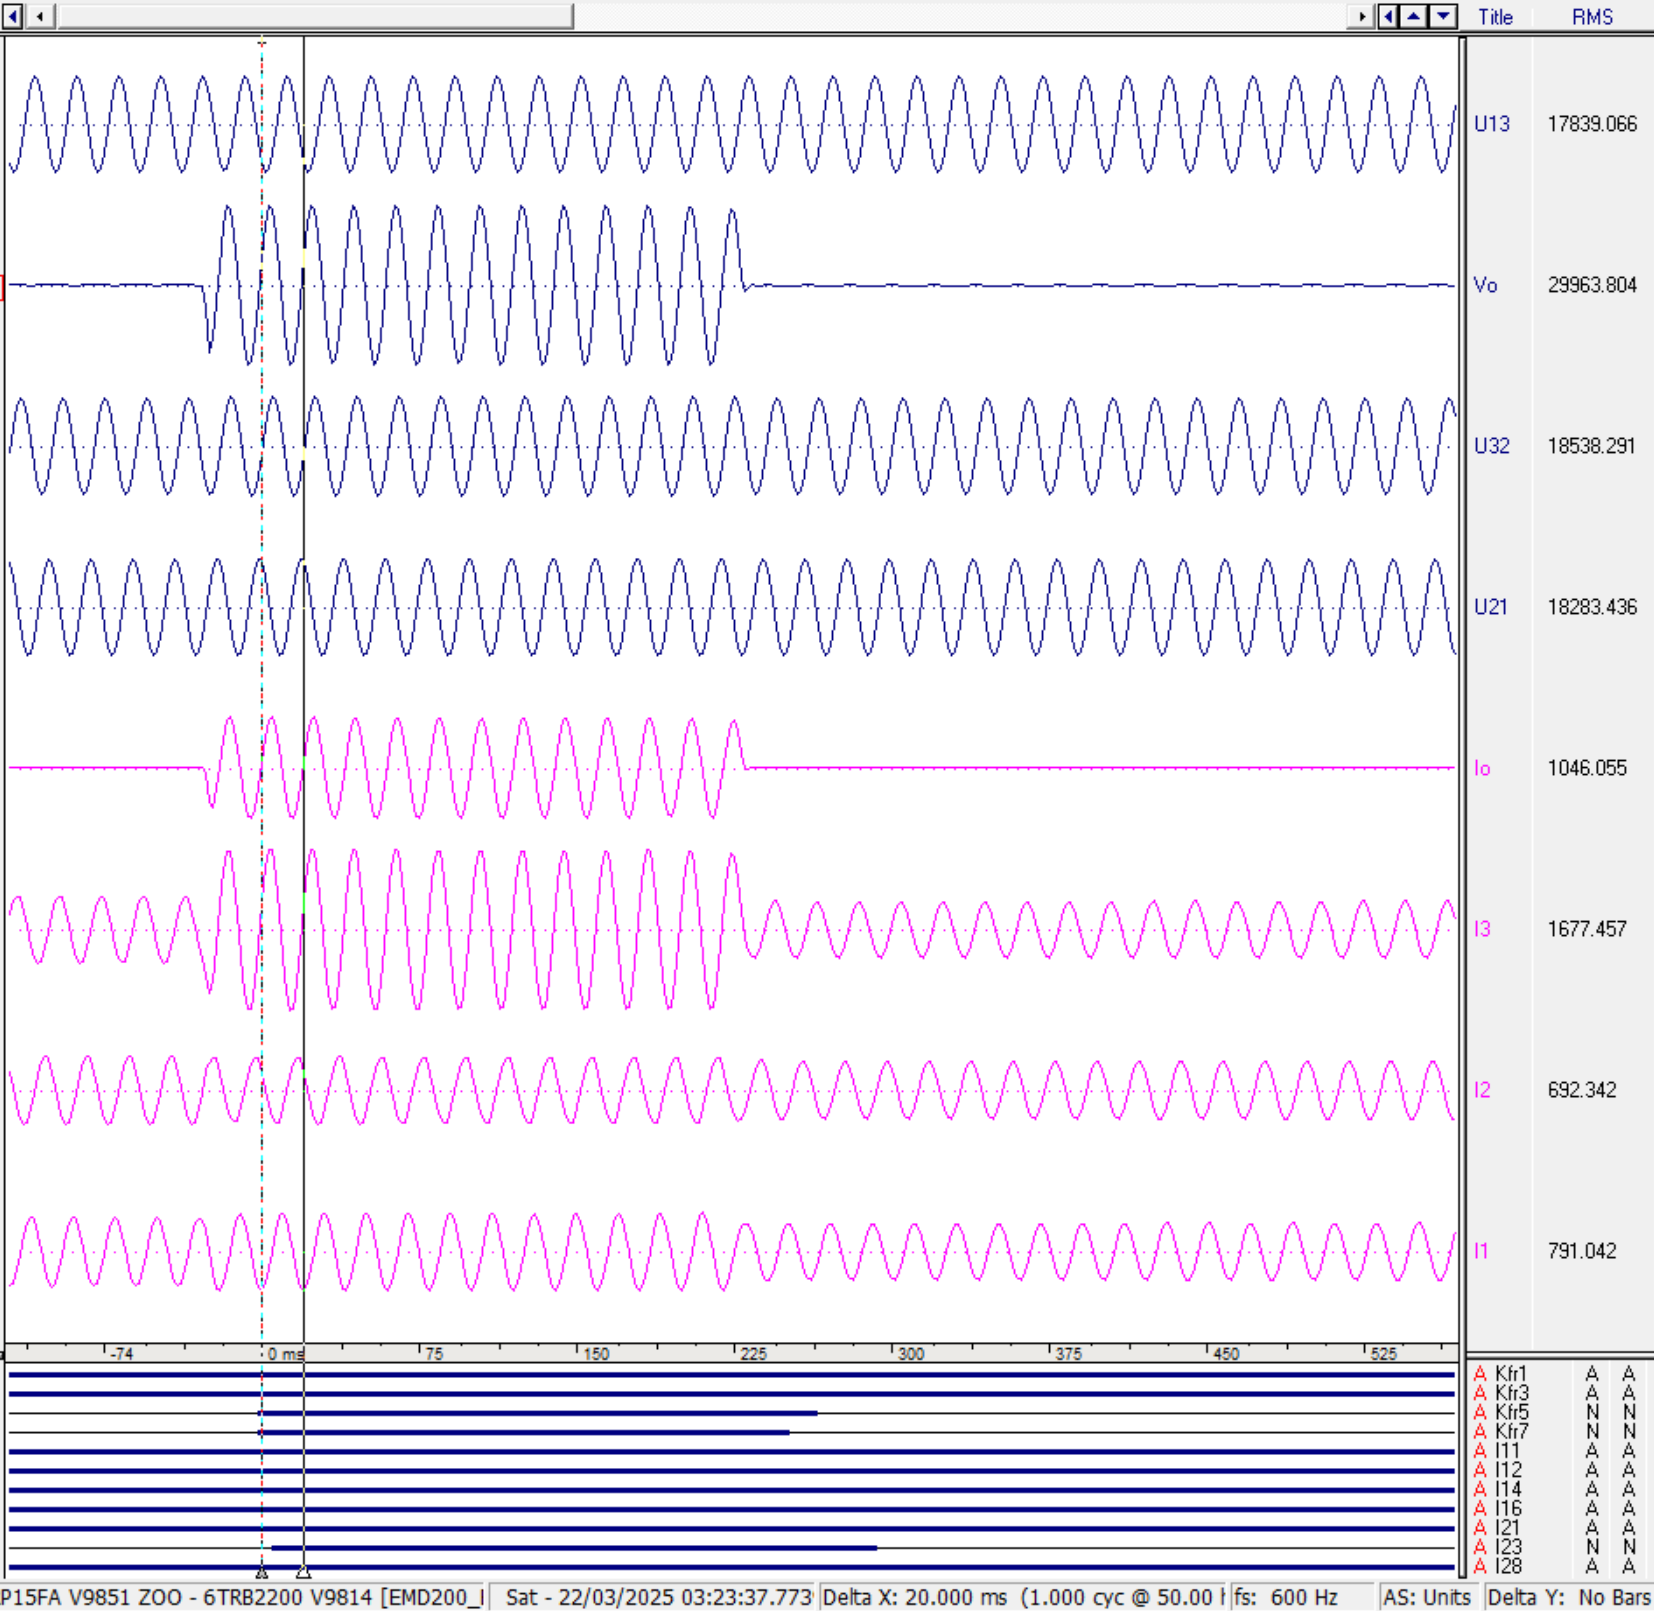 Title RMS
U13 17839.066
Vo 29963.804
U32 18538.291
U21 18283.436
Io 1046.055
I3 1677.457
I2 692.342
I1 791.042
-74 0 ms 75 150 225 300 375 450 525
A Kfr1 A A
A Kfr3 A A
A Kfr5 N N
A Kfr7 N N
A I11 A A
A I12 A A
A I14 A A
A I16 A A
A I21 A A
A I23 N N
A I28 A A
P15FA V9851 ZOO - 6TRB2200 V9814 [EMD200_I Sat - 22/03/2025 03:23:37.773 Delta X: 20.000 ms (1.000 cyc @ 50.00 fs: 600 Hz AS: Units Delta Y: No Bars